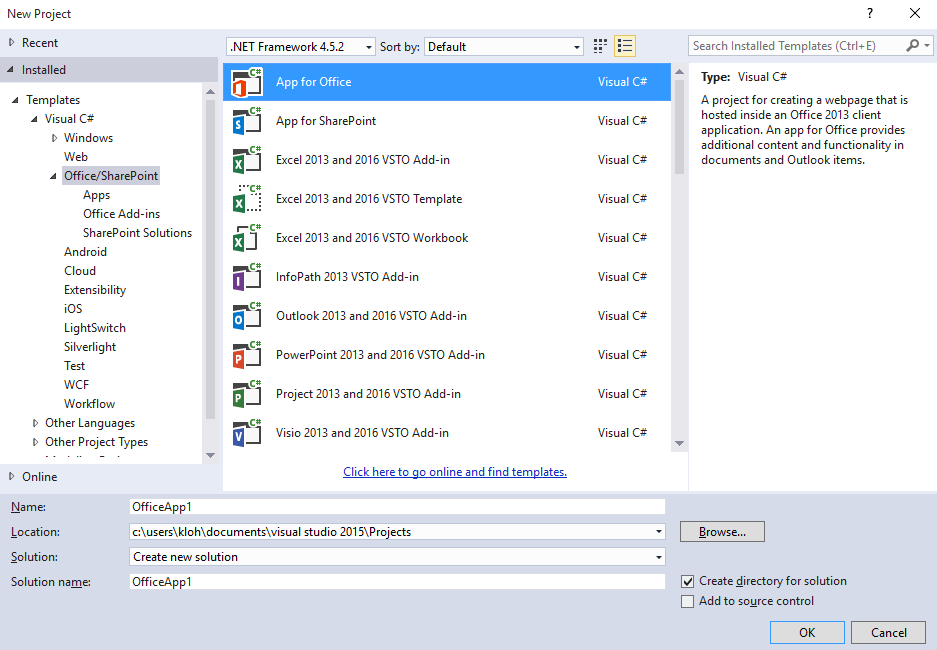 New Project
?
Recent
Installed
.NET Framework 4.5.2
Sort by:
Default
Search Installed Templates (Ctrl+E)
Templates
Visual C#
Windows
Web
Office/SharePoint
Apps
Office Add-ins
SharePoint Solutions
Android
Cloud
Extensibility
iOS
LightSwitch
Silverlight
Test
WCF
Workflow
Other Languages
Other Project Types
Online
App for Office Visual C#
App for SharePoint Visual C#
Excel 2013 and 2016 VSTO Add-in Visual C#
Excel 2013 and 2016 VSTO Template Visual C#
Excel 2013 and 2016 VSTO Workbook Visual C#
InfoPath 2013 VSTO Add-in Visual C#
Outlook 2013 and 2016 VSTO Add-in Visual C#
PowerPoint 2013 and 2016 VSTO Add-in Visual C#
Project 2013 and 2016 VSTO Add-in Visual C#
Visio 2013 and 2016 VSTO Add-in Visual C#
Click here to go online and find templates.
Type: Visual C#
A project for creating a webpage that is
hosted inside an Office 2013 client
application. An app for Office provides
additional content and functionality in
documents and Outlook items.
Name: OfficeApp1
Location: c:\users\kloh\documents\visual studio 2015\Projects
Browse...
Solution: Create new solution
Solution name: OfficeApp1
Create directory for solution
Add to source control
OK
Cancel